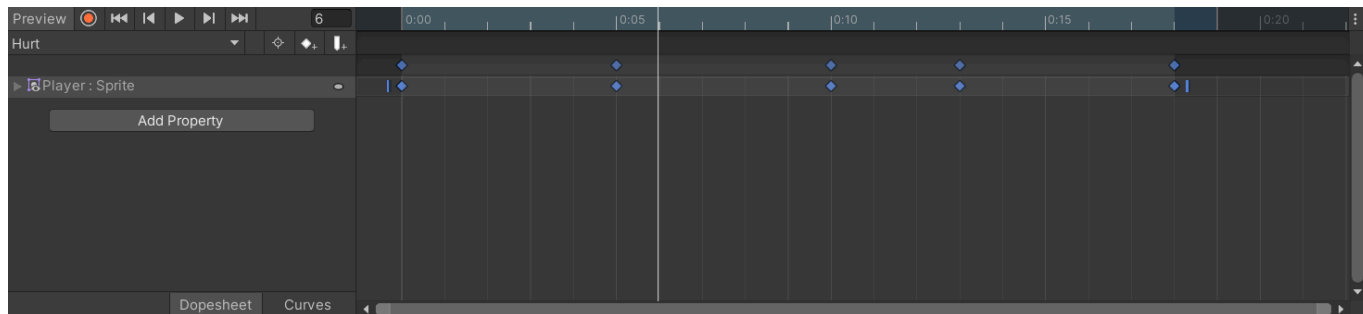 Preview 6 0:00 0:05 0:10 0:15 0:20
Hurt
Player : Sprite
Add Property
Dopesheet Curves